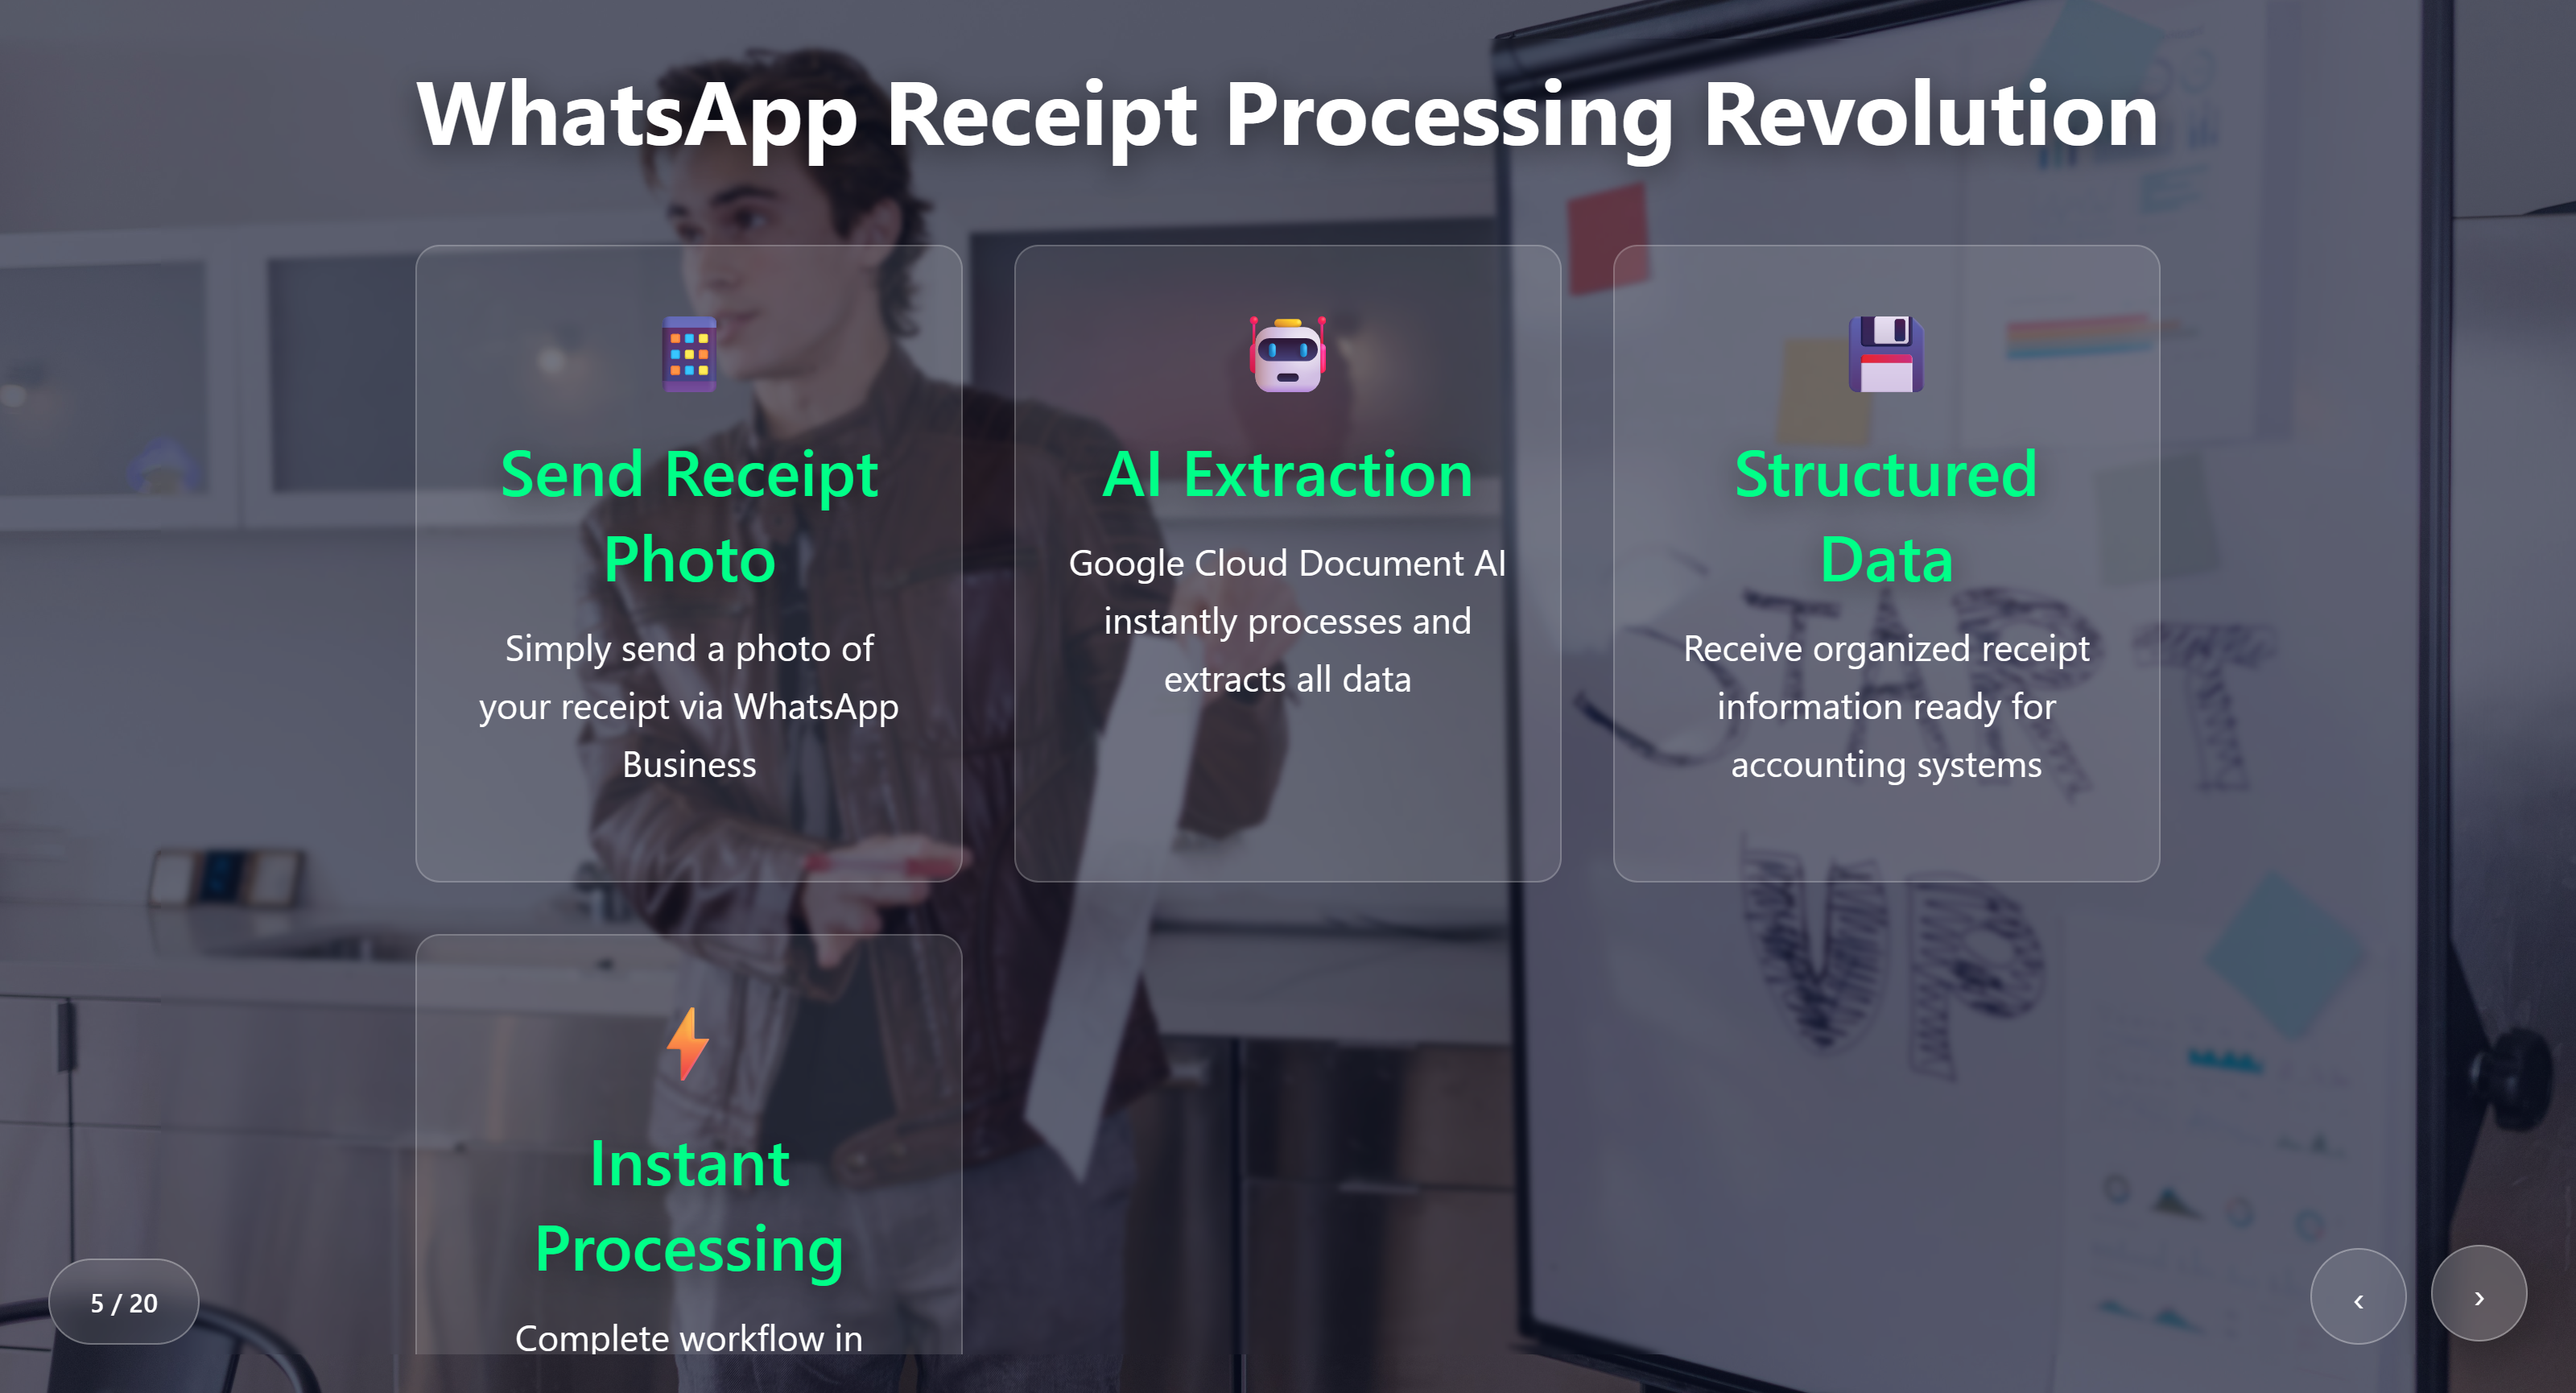 WhatsApp Receipt Processing Revolution
Send Receipt
Photo
Simply send a photo of
your receipt via WhatsApp
Business
AI Extraction
Google Cloud Document AI
instantly processes and
extracts all data
Structured
Data
Receive organized receipt
information ready for
accounting systems
START
UP
Instant
Processing
Complete workflow in
5 / 20
‹ ›